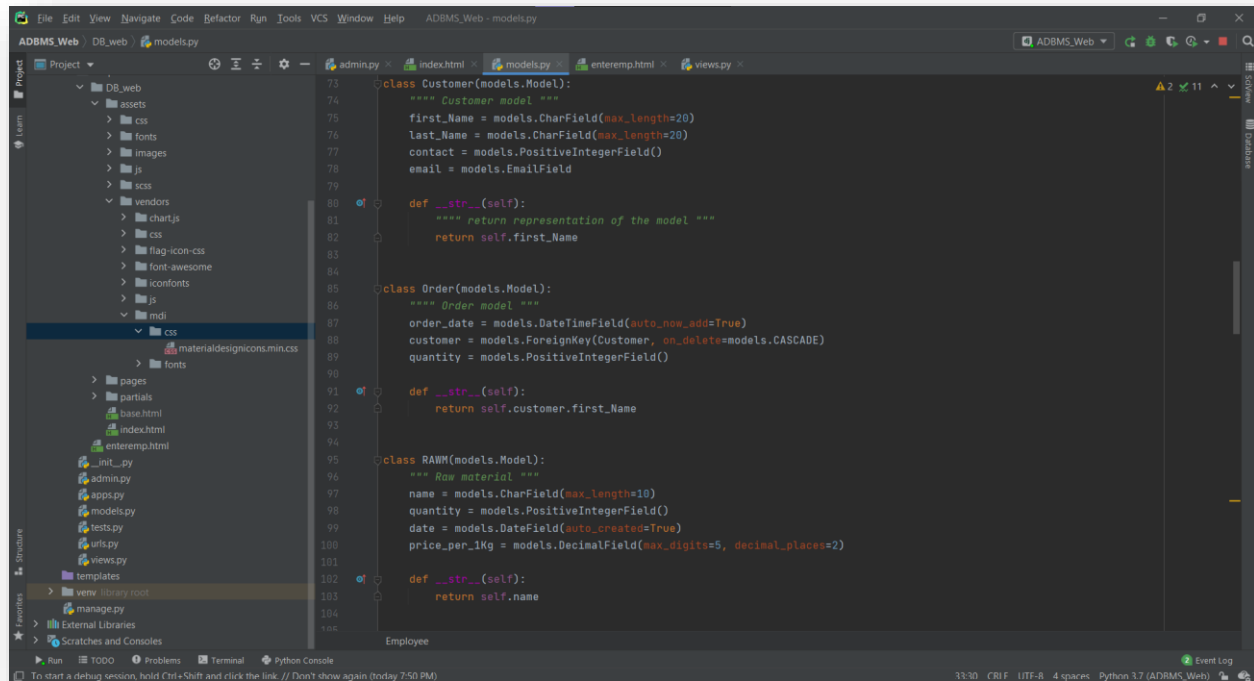 File Edit View Navigate Code Refactor Run Tools VCS Window Help ADBMS_Web - models.py
ADBMS_Web DB_web models.py
ADBMS_Web
Project
admin.py index.html models.py enteremp.html views.py
Project
Learn
Structure
Favorites
DB_web
assets
css
fonts
images
js
scss
vendors
chart.js
css
flag-icon-css
font-awesome
iconfonts
js
mdi
css
materialdesignicons.min.css
fonts
pages
partials
base.html
index.html
enteremp.html
__init__.py
admin.py
apps.py
models.py
tests.py
urls.py
views.py
templates
venv library root
manage.py
External Libraries
Scratches and Consoles
73 class Customer(models.Model):
74 """" Customer model """
75 first_Name = models.CharField(max_length=20)
76 last_Name = models.CharField(max_length=20)
77 contact = models.PositiveIntegerField()
78 email = models.EmailField
79
80 def __str__(self):
81 """" return representation of the model """
82 return self.first_Name
83
84
85 class Order(models.Model):
86 """" Order model """
87 order_date = models.DateTimeField(auto_now_add=True)
88 customer = models.ForeignKey(Customer, on_delete=models.CASCADE)
89 quantity = models.PositiveIntegerField()
90
91 def __str__(self):
92 return self.customer.first_Name
93
94
95 class RAWM(models.Model):
96 """ Raw material """
97 name = models.CharField(max_length=10)
98 quantity = models.PositiveIntegerField()
99 date = models.DateField(auto_created=True)
100 price_per_1Kg = models.DecimalField(max_digits=5, decimal_places=2)
101
102 def __str__(self):
103 return self.name
104
105
2 11
SciView
Database
Employee
Run TODO Problems Terminal Python Console
2 Event Log
To start a debug session, hold Ctrl+Shift and click the link. // Don't show again (today 7:50 PM)
33:30 CRLF UTF-8 4 spaces Python 3.7 (ADBMS_Web)